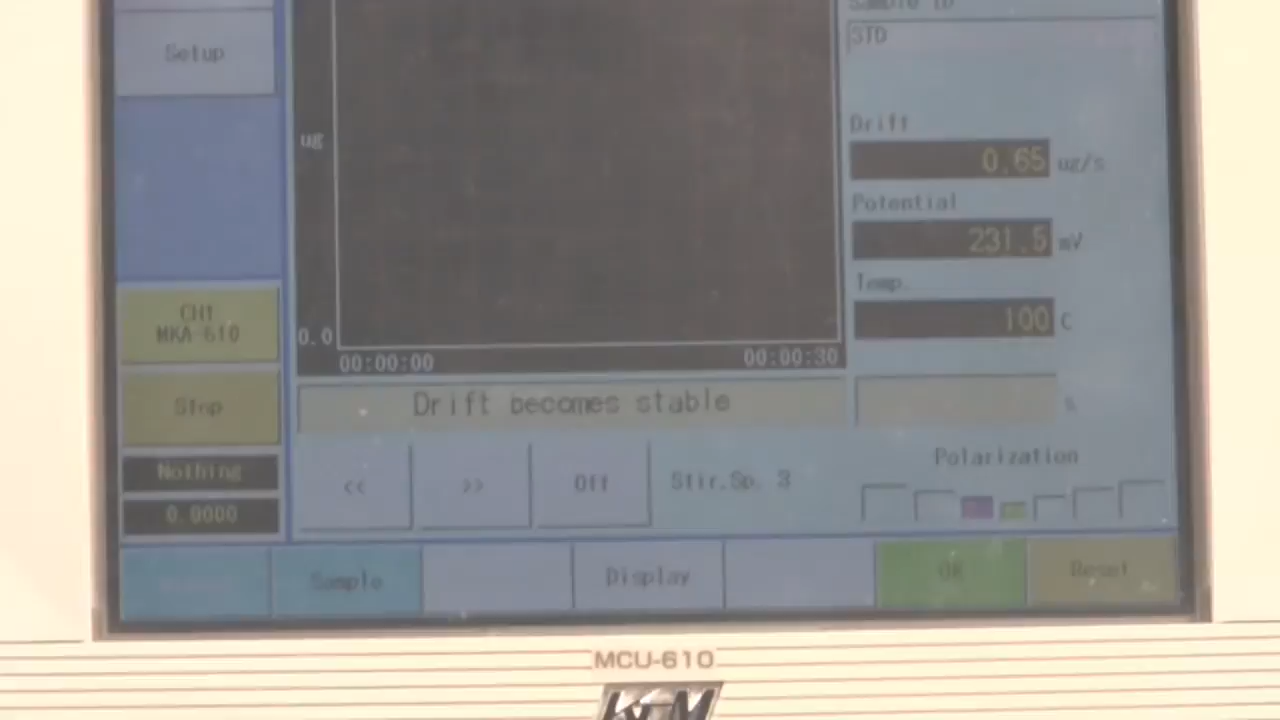 Sample ID
STD
Setup
Drift
ug
0.65 ug/s
Potential
231.5 mV
Temp.
CH1
MKA-610
100 C
0.0
00:00:00 00:00:30
Stop
Drift becomes stable
Nothing
Polarization
<< >> Off Stir.Sp. 3
0.0000
Sample Display OK Reset
MCU-610
KEM